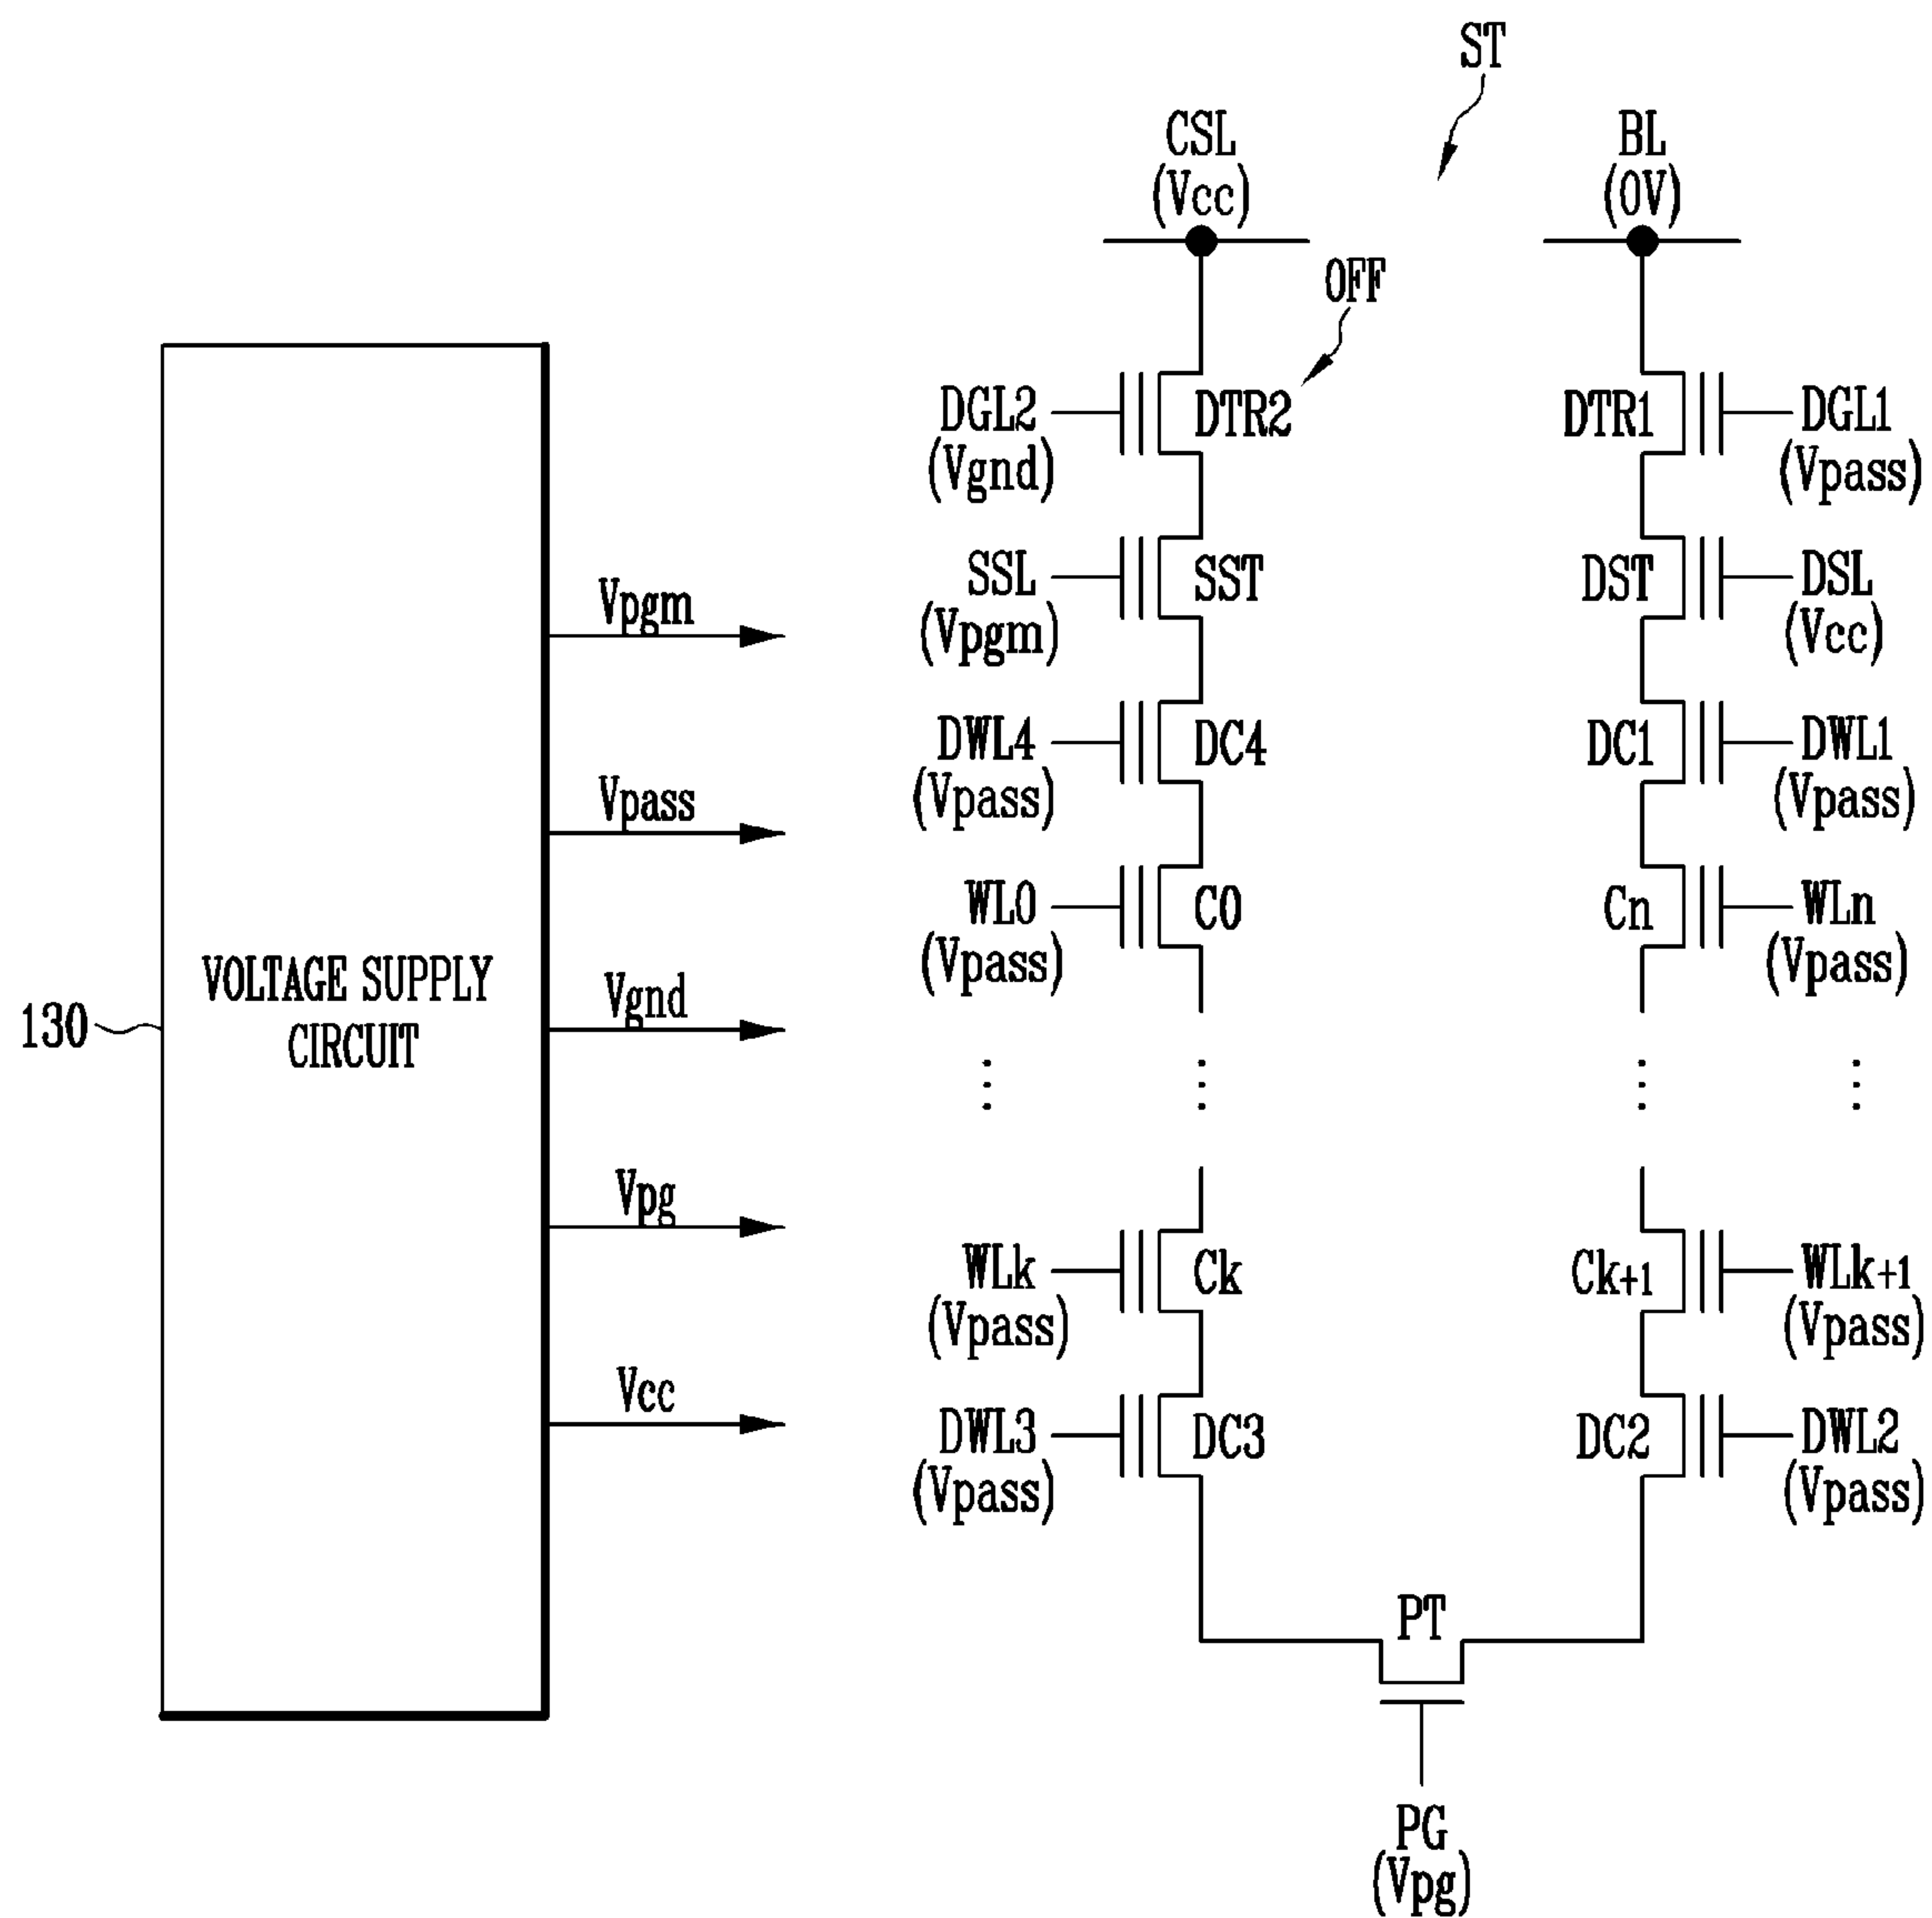 ST
CSL
(Vcc)
BL
(0V)
OFF
DGL2
(Vgnd)
DTR2
DTR1
DGL1
(Vpass)
SSL
(Vpgm)
SST
DST
DSL
(Vcc)
Vpgm
DWL4
(Vpass)
DC4
DC1
DWL1
(Vpass)
Vpass
WL0
(Vpass)
C0
Cn
WLn
(Vpass)
130
VOLTAGE SUPPLY
CIRCUIT
Vgnd
⋮ ⋮ ⋮ ⋮
Vpg
WLk
(Vpass)
Ck
Ck+1
WLk+1
(Vpass)
Vcc
DWL3
(Vpass)
DC3
DC2
DWL2
(Vpass)
PT
PG
(Vpg)